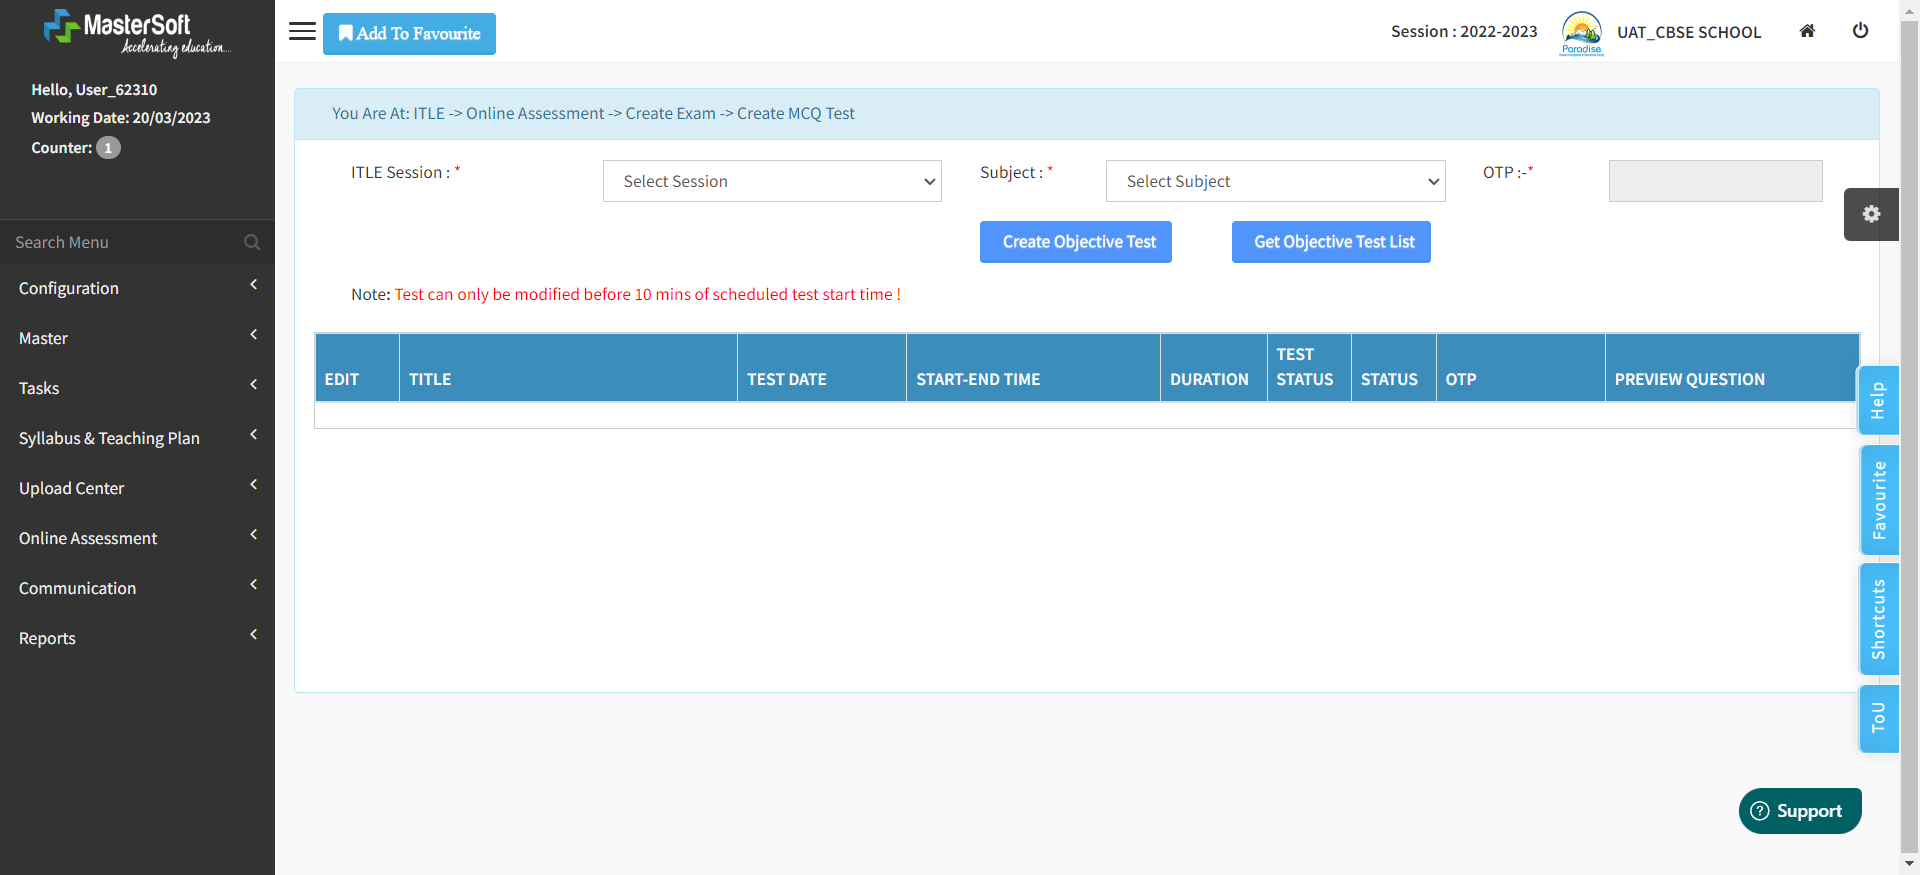 MasterSoft
Accelerating education....
Hello, User_62310
Working Date: 20/03/2023
Counter: 1
Search Menu
Configuration
Master
Tasks
Syllabus & Teaching Plan
Upload Center
Online Assessment
Communication
Reports
Add To Favourite
Session : 2022-2023
Paradise
UAT_CBSE SCHOOL
You Are At: ITLE -> Online Assessment -> Create Exam -> Create MCQ Test
ITLE Session : *
Select Session
Subject : *
Select Subject
OTP :-*
Create Objective Test
Get Objective Test List
Note: Test can only be modified before 10 mins of scheduled test start time !
EDIT
TITLE
TEST DATE
START-END TIME
DURATION
TEST
STATUS
STATUS
OTP
PREVIEW QUESTION
Help
Favourite
Shortcuts
ToU
? Support